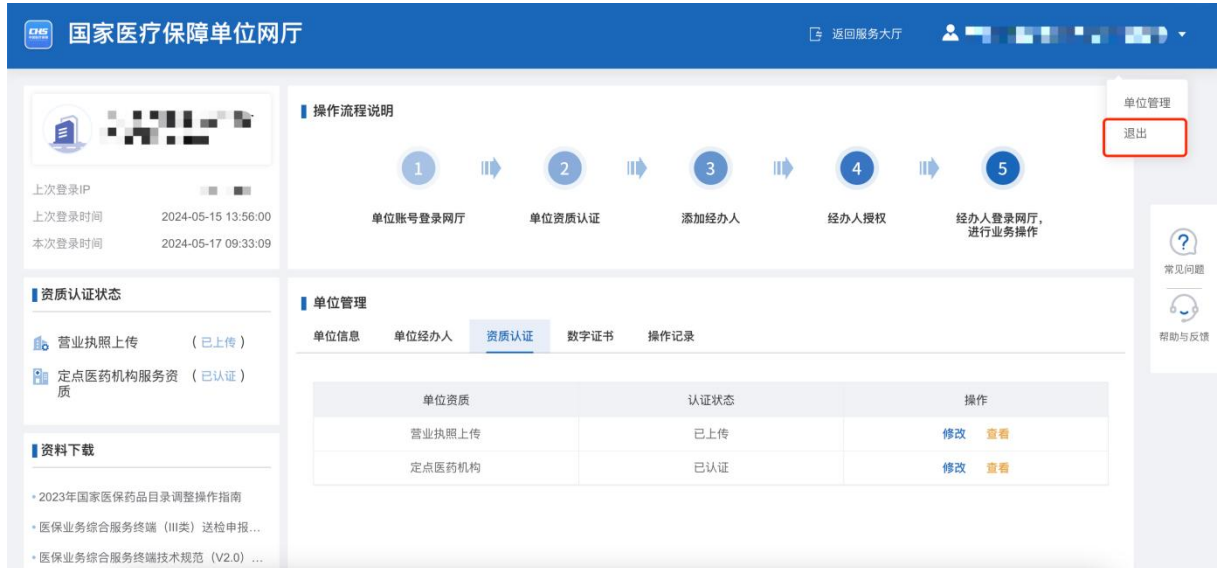 国家医疗保障单位网厅
返回服务大厅
单位管理
退出
上次登录IP
上次登录时间 2024-05-15 13:56:00
本次登录时间 2024-05-17 09:33:09
操作流程说明
1 2 3 4 5
单位账号登录网厅 单位资质认证 添加经办人 经办人授权 经办人登录网厅，
进行业务操作
常见问题
帮助与反馈
资质认证状态
营业执照上传 （已上传）
定点医药机构服务资 （已认证）
质
资料下载
•2023年国家医保药品目录调整操作指南
•医保业务综合服务终端（III类）送检申报...
•医保业务综合服务终端技术规范（V2.0）...
单位管理
单位信息 单位经办人 资质认证 数字证书 操作记录
单位资质 认证状态 操作
营业执照上传 已上传 修改 查看
定点医药机构 已认证 修改 查看